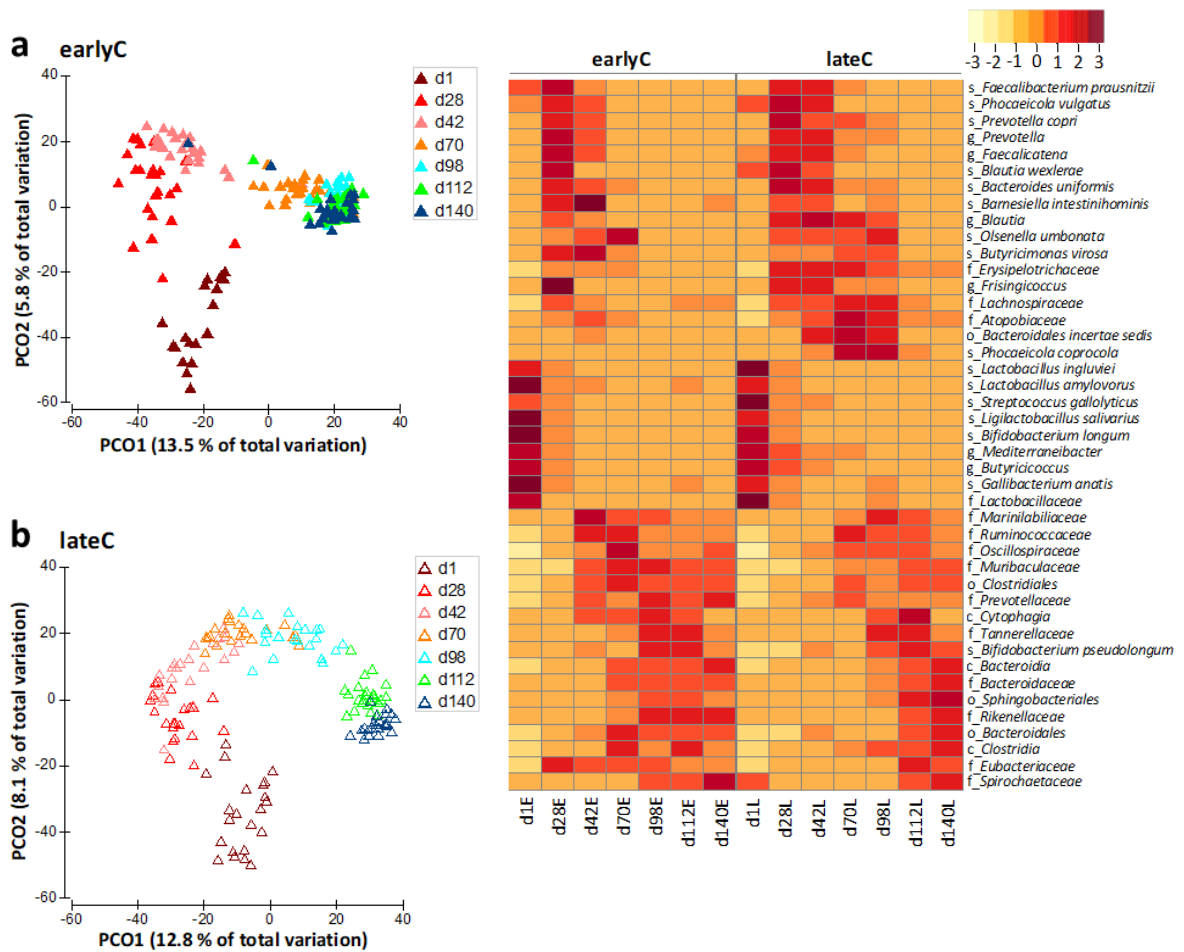 a
earlyC
40
20
0
-20
-40
-60
-60
-40
-20
0
20
40
PCO2 (5.8 % of total variation)
PCO1 (13.5 % of total variation)
d1
d28
d42
d70
d98
d112
d140
b
lateC
40
20
0
-20
-40
-60
-60
-40
-20
0
20
40
PCO2 (8.1 % of total variation)
PCO1 (12.8 % of total variation)
d1
d28
d42
d70
d98
d112
d140
-3 -2 -1 0 1 2 3
earlyC lateC
s_Faecalibacterium prausnitzii
s_Phocaeicola vulgatus
s_Prevotella copri
g_Prevotella
g_Faecalicatena
s_Blautia wexlerae
s_Bacteroides uniformis
s_Barnesiella intestinihominis
g_Blautia
s_Olsenella umbonata
s_Butyricimonas virosa
f_Erysipelotrichaceae
g_Frisingicoccus
f_Lachnospiraceae
f_Atopobiaceae
o_Bacteroidales incertae sedis
s_Phocaeicola coprocola
s_Lactobacillus ingluviei
s_Lactobacillus amylovorus
s_Streptococcus gallolyticus
s_Ligilactobacillus salivarius
s_Bifidobacterium longum
g_Mediterraneibacter
g_Butyricicoccus
s_Gallibacterium anatis
f_Lactobacillaceae
f_Marinilabiliaceae
f_Ruminococcaceae
f_Oscillospiraceae
f_Muribaculaceae
o_Clostridiales
f_Prevotellaceae
c_Cytophagia
f_Tannerellaceae
s_Bifidobacterium pseudolongum
c_Bacteroidia
f_Bacteroidaceae
o_Sphingobacteriales
f_Rikenellaceae
o_Bacteroidales
c_Clostridia
f_Eubacteriaceae
f_Spirochaetaceae
d1E
d28E
d42E
d70E
d98E
d112E
d140E
d1L
d28L
d42L
d70L
d98L
d112L
d140L